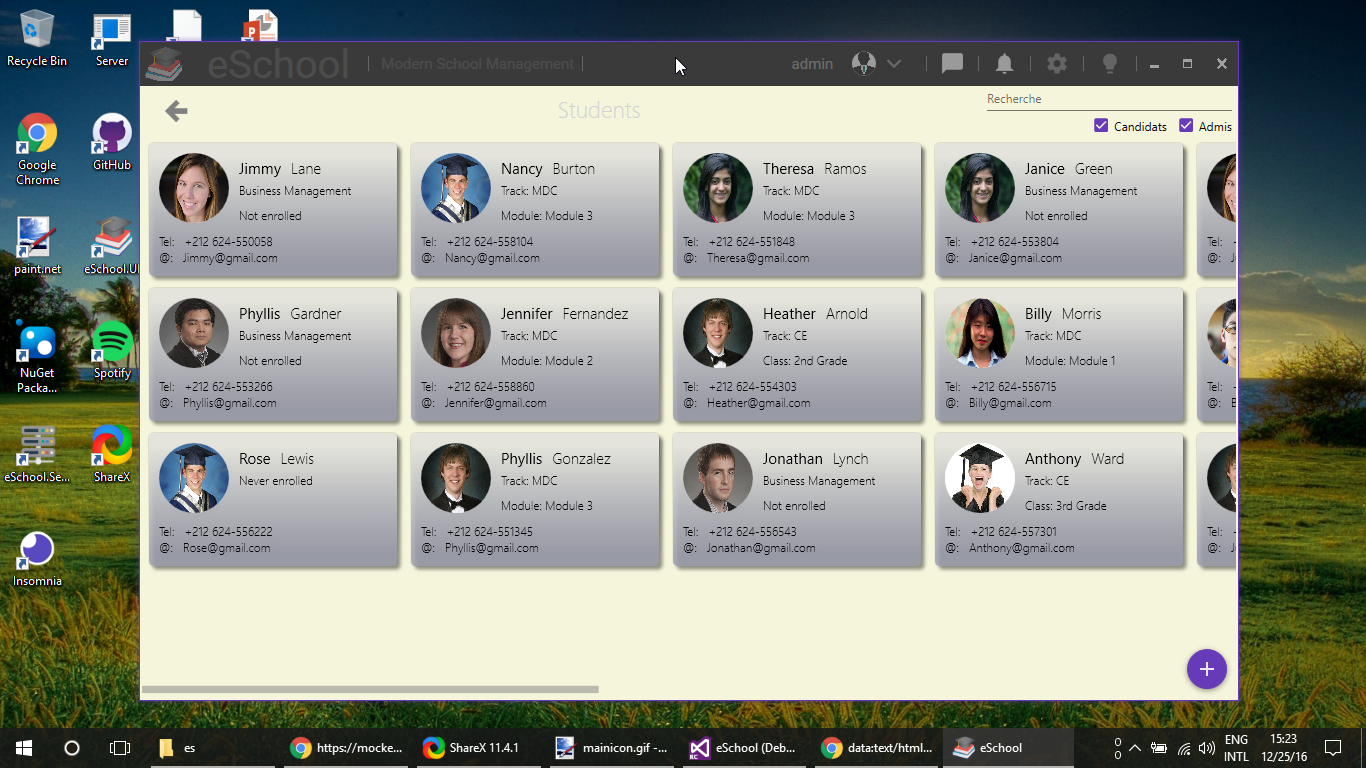 Recycle Bin
Server
Google
Chrome
GitHub
paint.net
eSchool.UI
NuGet
Packa...
Spotify
eSchool.Se...
ShareX
Insomnia
eSchool
Modern School Management
admin
Students
Recherche
Candidats
Admis
Jimmy Lane
Business Management
Not enrolled
Tel: +212 624-550058
@: Jimmy@gmail.com
Nancy Burton
Track: MDC
Module: Module 3
Tel: +212 624-558104
@: Nancy@gmail.com
Theresa Ramos
Track: MDC
Module: Module 3
Tel: +212 624-551848
@: Theresa@gmail.com
Janice Green
Business Management
Not enrolled
Tel: +212 624-553804
@: Janice@gmail.com
Tel:
@:
Phyllis Gardner
Business Management
Not enrolled
Tel: +212 624-553266
@: Phyllis@gmail.com
Jennifer Fernandez
Track: MDC
Module: Module 2
Tel: +212 624-558860
@: Jennifer@gmail.com
Heather Arnold
Track: CE
Class: 2nd Grade
Tel: +212 624-554303
@: Heather@gmail.com
Billy Morris
Track: MDC
Module: Module 1
Tel: +212 624-556715
@: Billy@gmail.com
Tel:
@:
Rose Lewis
Never enrolled
Tel: +212 624-556222
@: Rose@gmail.com
Phyllis Gonzalez
Track: MDC
Module: Module 3
Tel: +212 624-551345
@: Phyllis@gmail.com
Jonathan Lynch
Business Management
Not enrolled
Tel: +212 624-556543
@: Jonathan@gmail.com
Anthony Ward
Track: CE
Class: 3rd Grade
Tel: +212 624-557301
@: Anthony@gmail.com
Tel:
@:
es
https://mocke...
ShareX 11.4.1
mainicon.gif -...
eSchool (Deb...
data:text/html...
eSchool
0
0
ENG
INTL
15:23
12/25/16